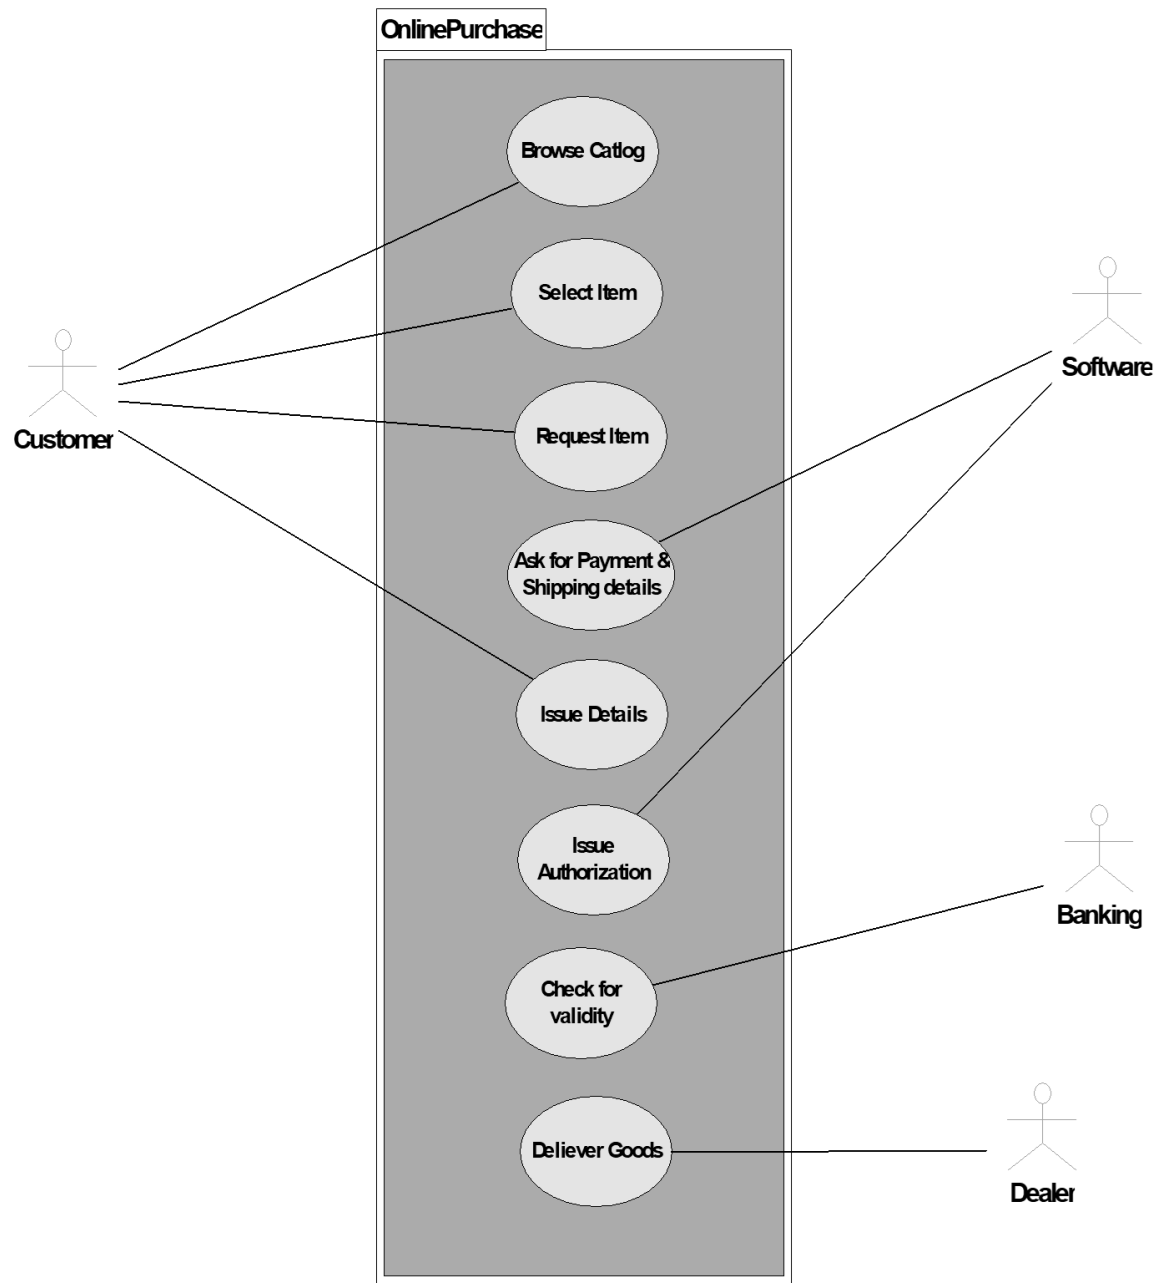 OnlinePurchase
Browse Catlog
Select Item
Request Item
Ask for Payment &
Shipping details
Issue Details
Issue
Authorization
Check for
validity
Deliever Goods
Customer
Software
Banking
Dealer